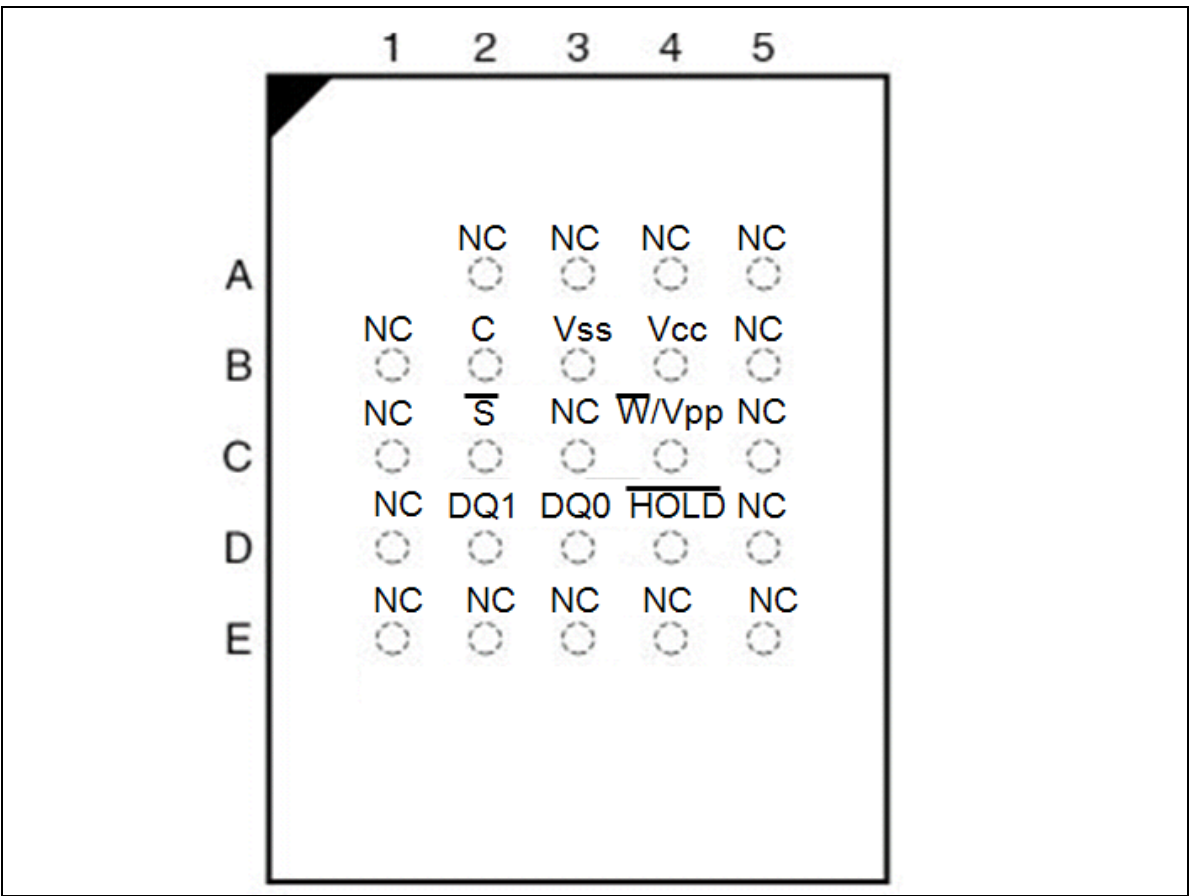 1 2 3 4 5
NC NC NC NC
A
NC C Vss Vcc NC
B
NC S̅ NC W̅/Vpp NC
C
NC DQ1 DQ0 H̅O̅L̅D̅ NC
D
NC NC NC NC NC
E